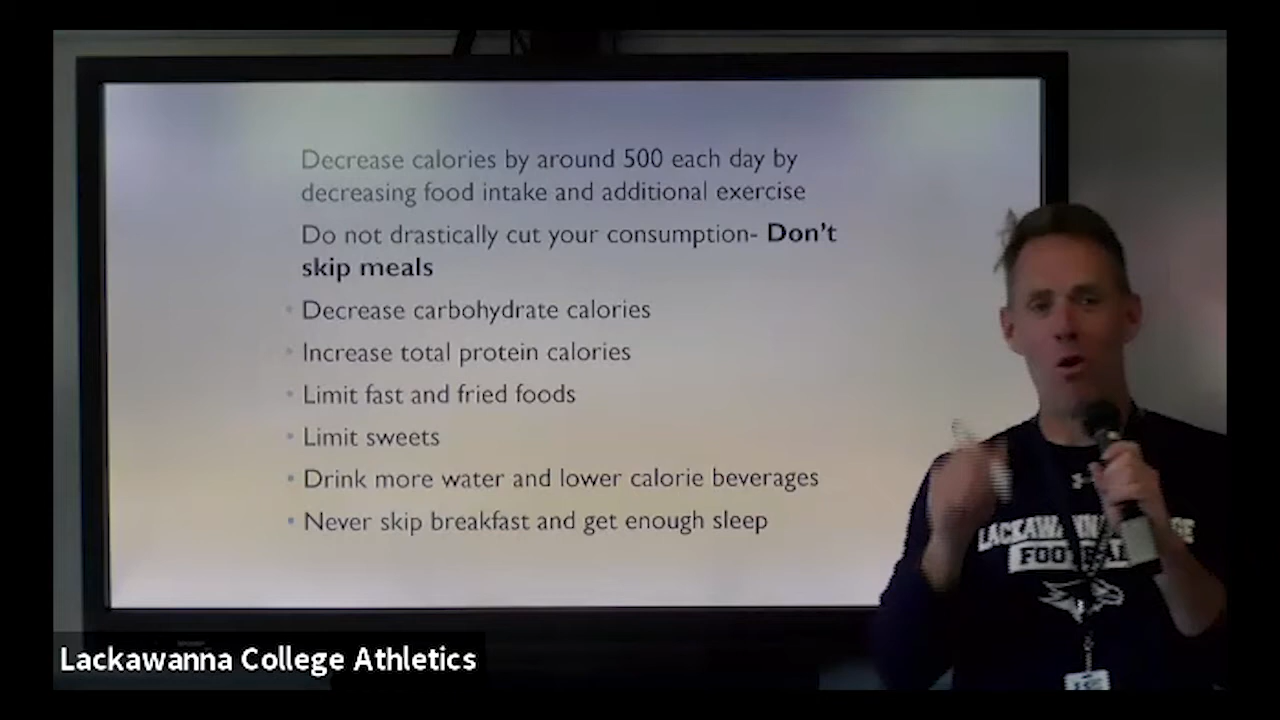 Decrease calories by around 500 each day by
decreasing food intake and additional exercise
Do not drastically cut your consumption- Don't
skip meals
• Decrease carbohydrate calories
• Increase total protein calories
• Limit fast and fried foods
• Limit sweets
• Drink more water and lower calorie beverages
• Never skip breakfast and get enough sleep
Lackawanna College Athletics